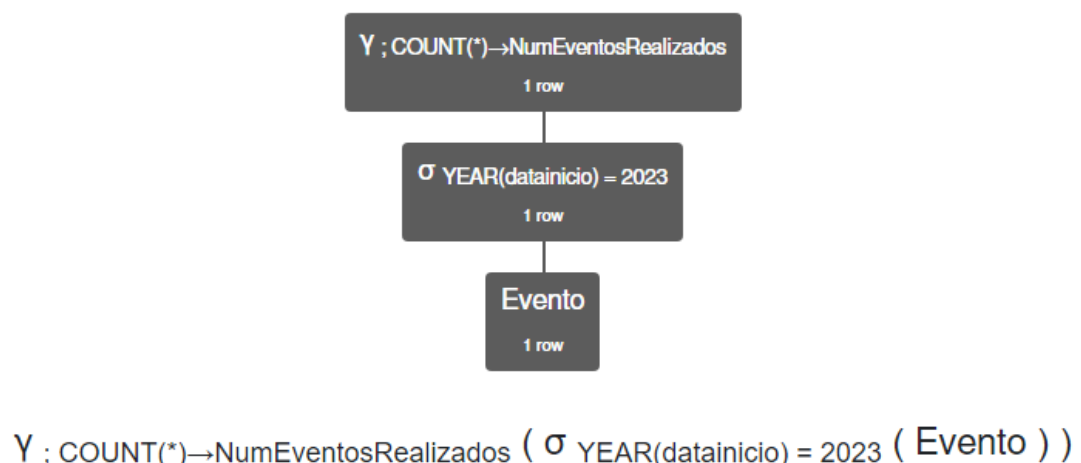 γ ; COUNT(*)→NumEventosRealizados
1 row
σ YEAR(datainicio) = 2023
1 row
Evento
1 row
γ ; COUNT(*)→NumEventosRealizados ( σ YEAR(datainicio) = 2023 ( Evento ) )